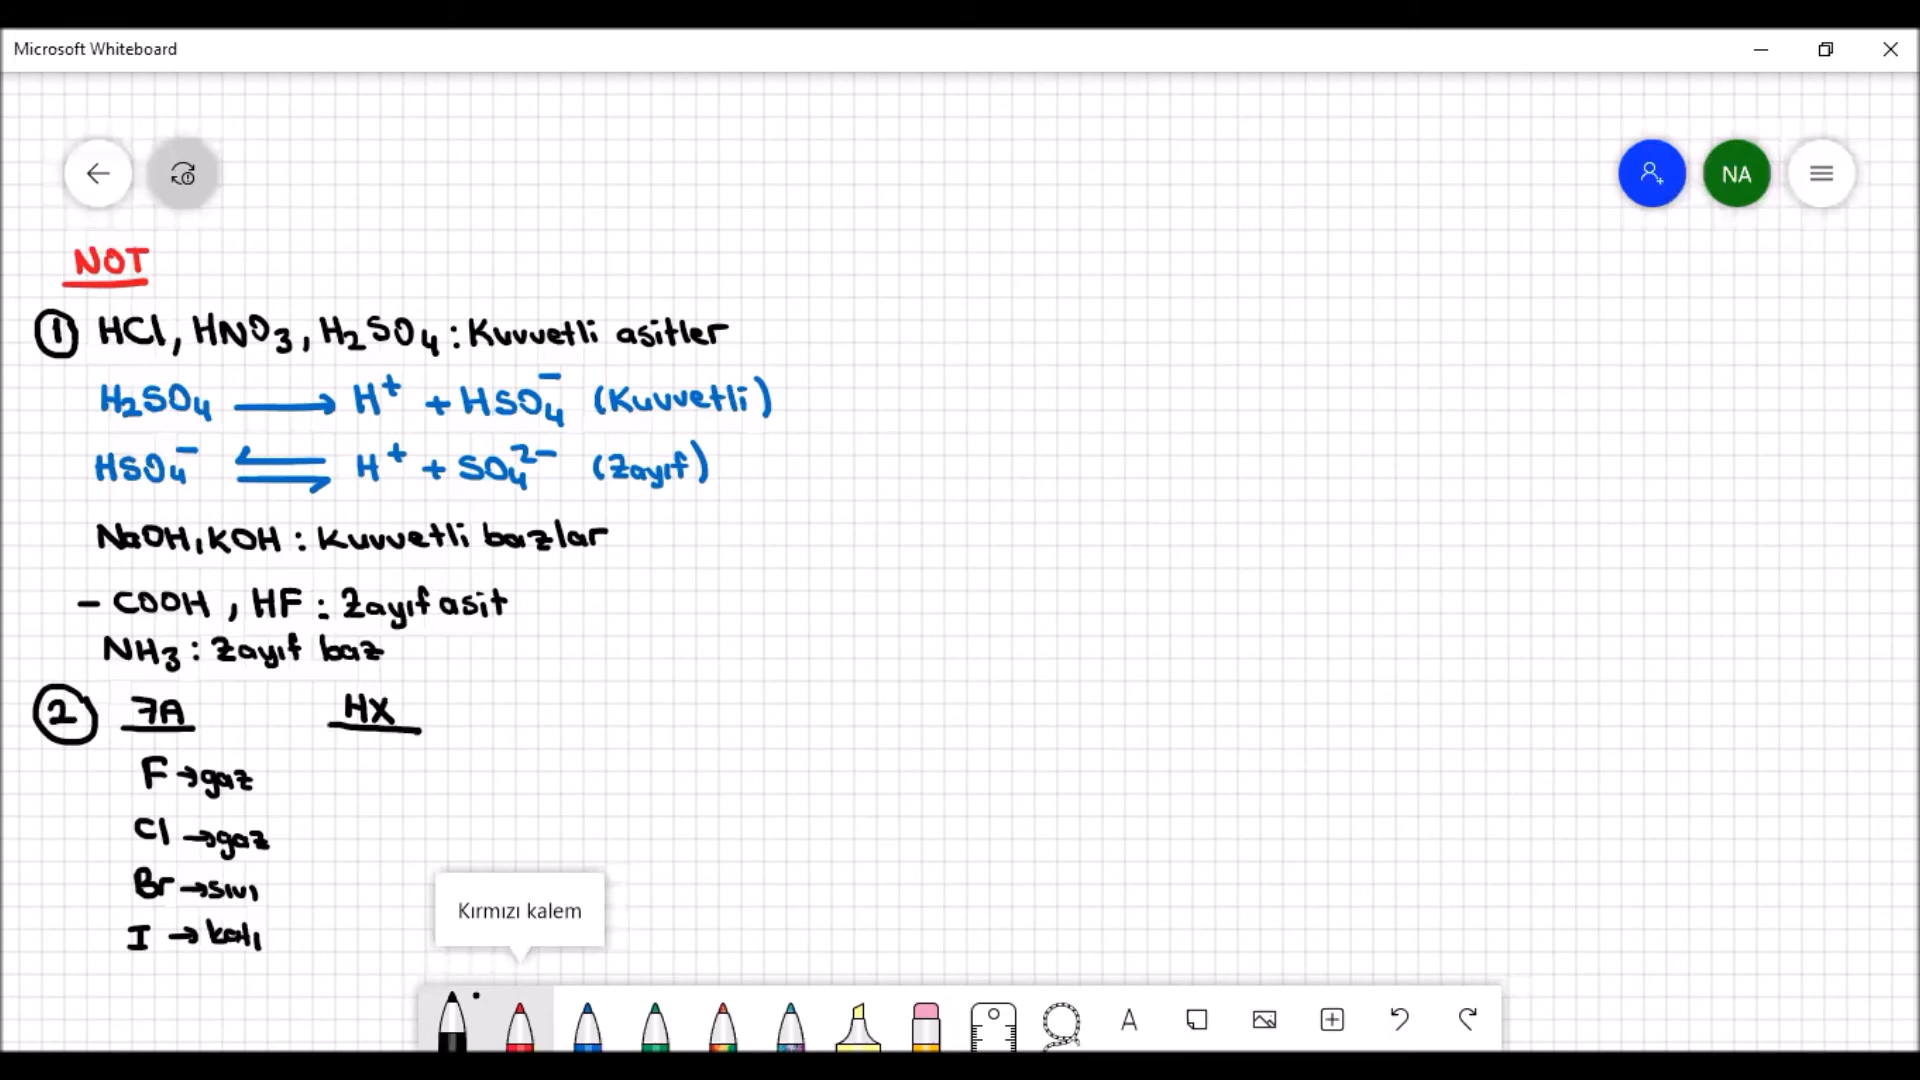 Microsoft Whiteboard
NA
NOT
① HCl, HNO₃, H₂SO₄ : Kuvvetli asitler
H₂SO₄ ⟶ H⁺ + HSO₄⁻ (Kuvvetli)
HSO₄⁻ ⇌ H⁺ + SO₄²⁻ (Zayıf)
NaOH, KOH : Kuvvetli bazlar
- COOH, HF : Zayıf asit
NH₃ : Zayıf baz
② 7A HX
F → gaz
Cl → gaz
Br → sıvı
I → katı
Kırmızı kalem